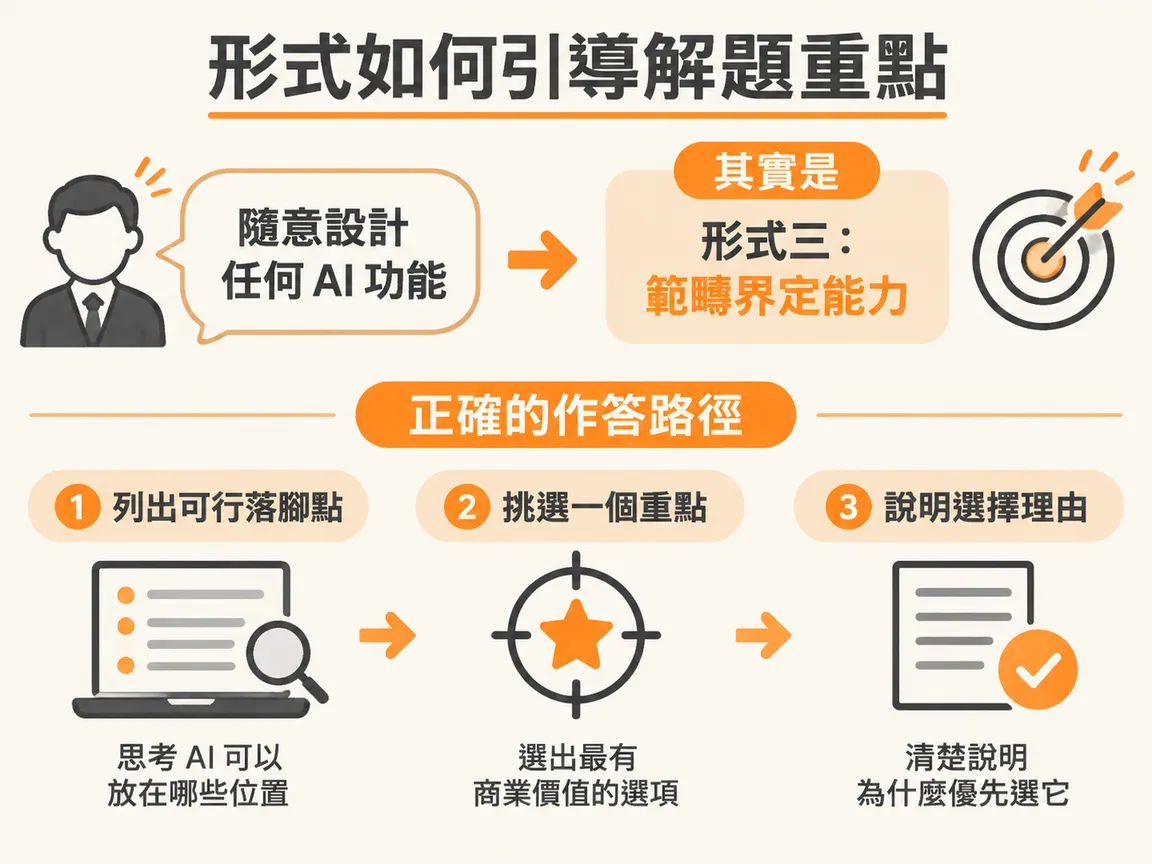 形式如何引導解題重點
隨意設計
任何 AI 功能
其實是
形式三：
範疇界定能力
正確的作答路徑
1 列出可行落腳點
2 挑選一個重點
3 說明選擇理由
思考 AI 可以
放在哪些位置
選出最有
商業價值的選項
清楚說明
為什麼優先選它